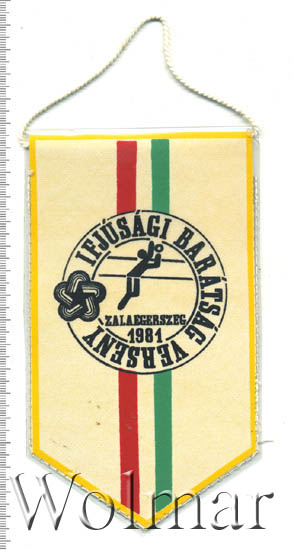 IFJÚSÁGI BARÁTSÁG VERSENY
ZALAEGERSZEG
1981
Wolmar